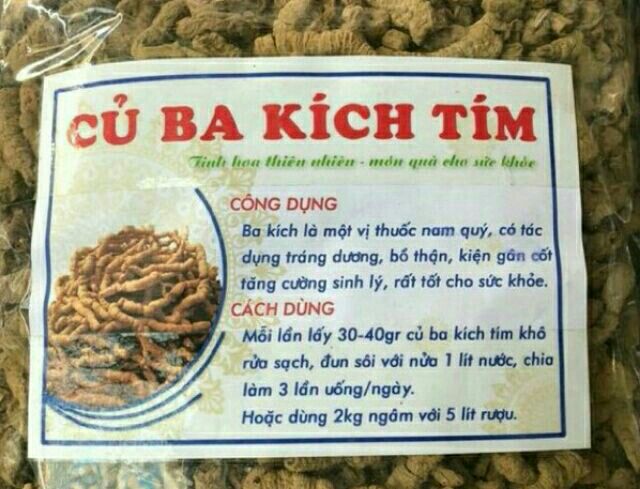 CỦ BA KÍCH TÍM
Tinh hoa thiên nhiên - món quà cho sức khỏe
CÔNG DỤNG
Ba kích là một vị thuốc nam quý, có tác
dụng tráng dương, bổ thận, kiện gân cốt
tăng cường sinh lý, rất tốt cho sức khỏe.
CÁCH DÙNG
Mỗi lần lấy 30-40gr củ ba kích tím khô
rửa sạch, đun sôi với nửa 1 lít nước, chia
làm 3 lần uống/ngày.
Hoặc dùng 2kg ngâm với 5 lít rượu.